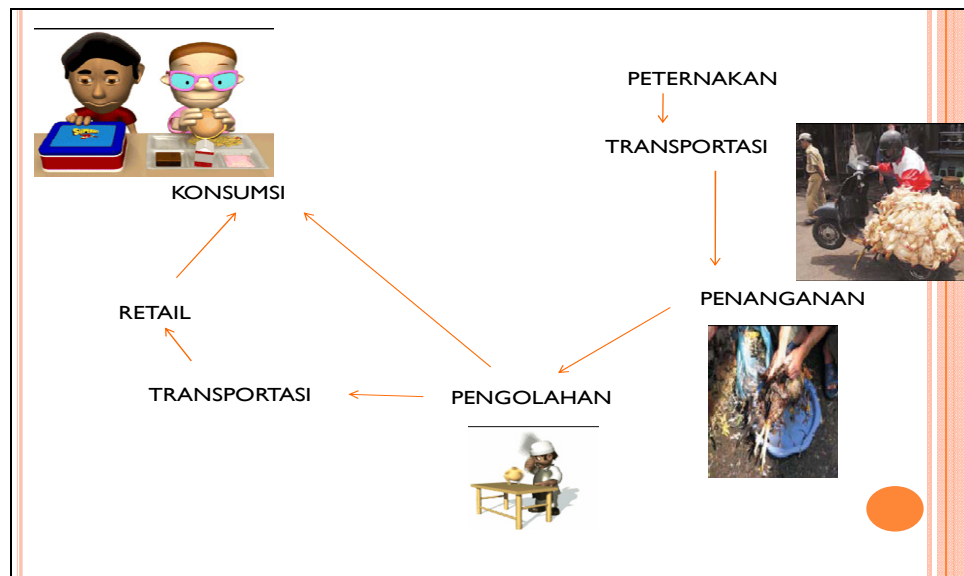 PETERNAKAN
TRANSPORTASI
PENANGANAN
PENGOLAHAN
TRANSPORTASI
RETAIL
KONSUMSI